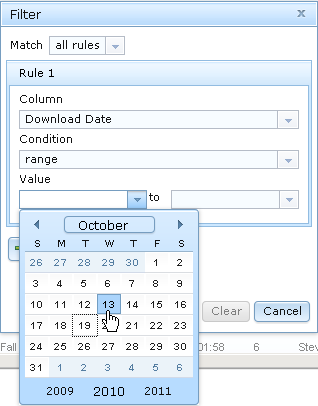 Filter x
Match all rules
Rule 1
Column
Download Date
Condition
range
Value
to
October
S M T W T F S
26 27 28 29 30 1 2
3 4 5 6 7 8 9
10 11 12 13 14 15 16
17 18 19 21 22 23
24 25 26 27 28 29 30
31 1 2 3 4 5 6
2009 2010 2011
Clear Cancel
Fall 01:58 6 Stev